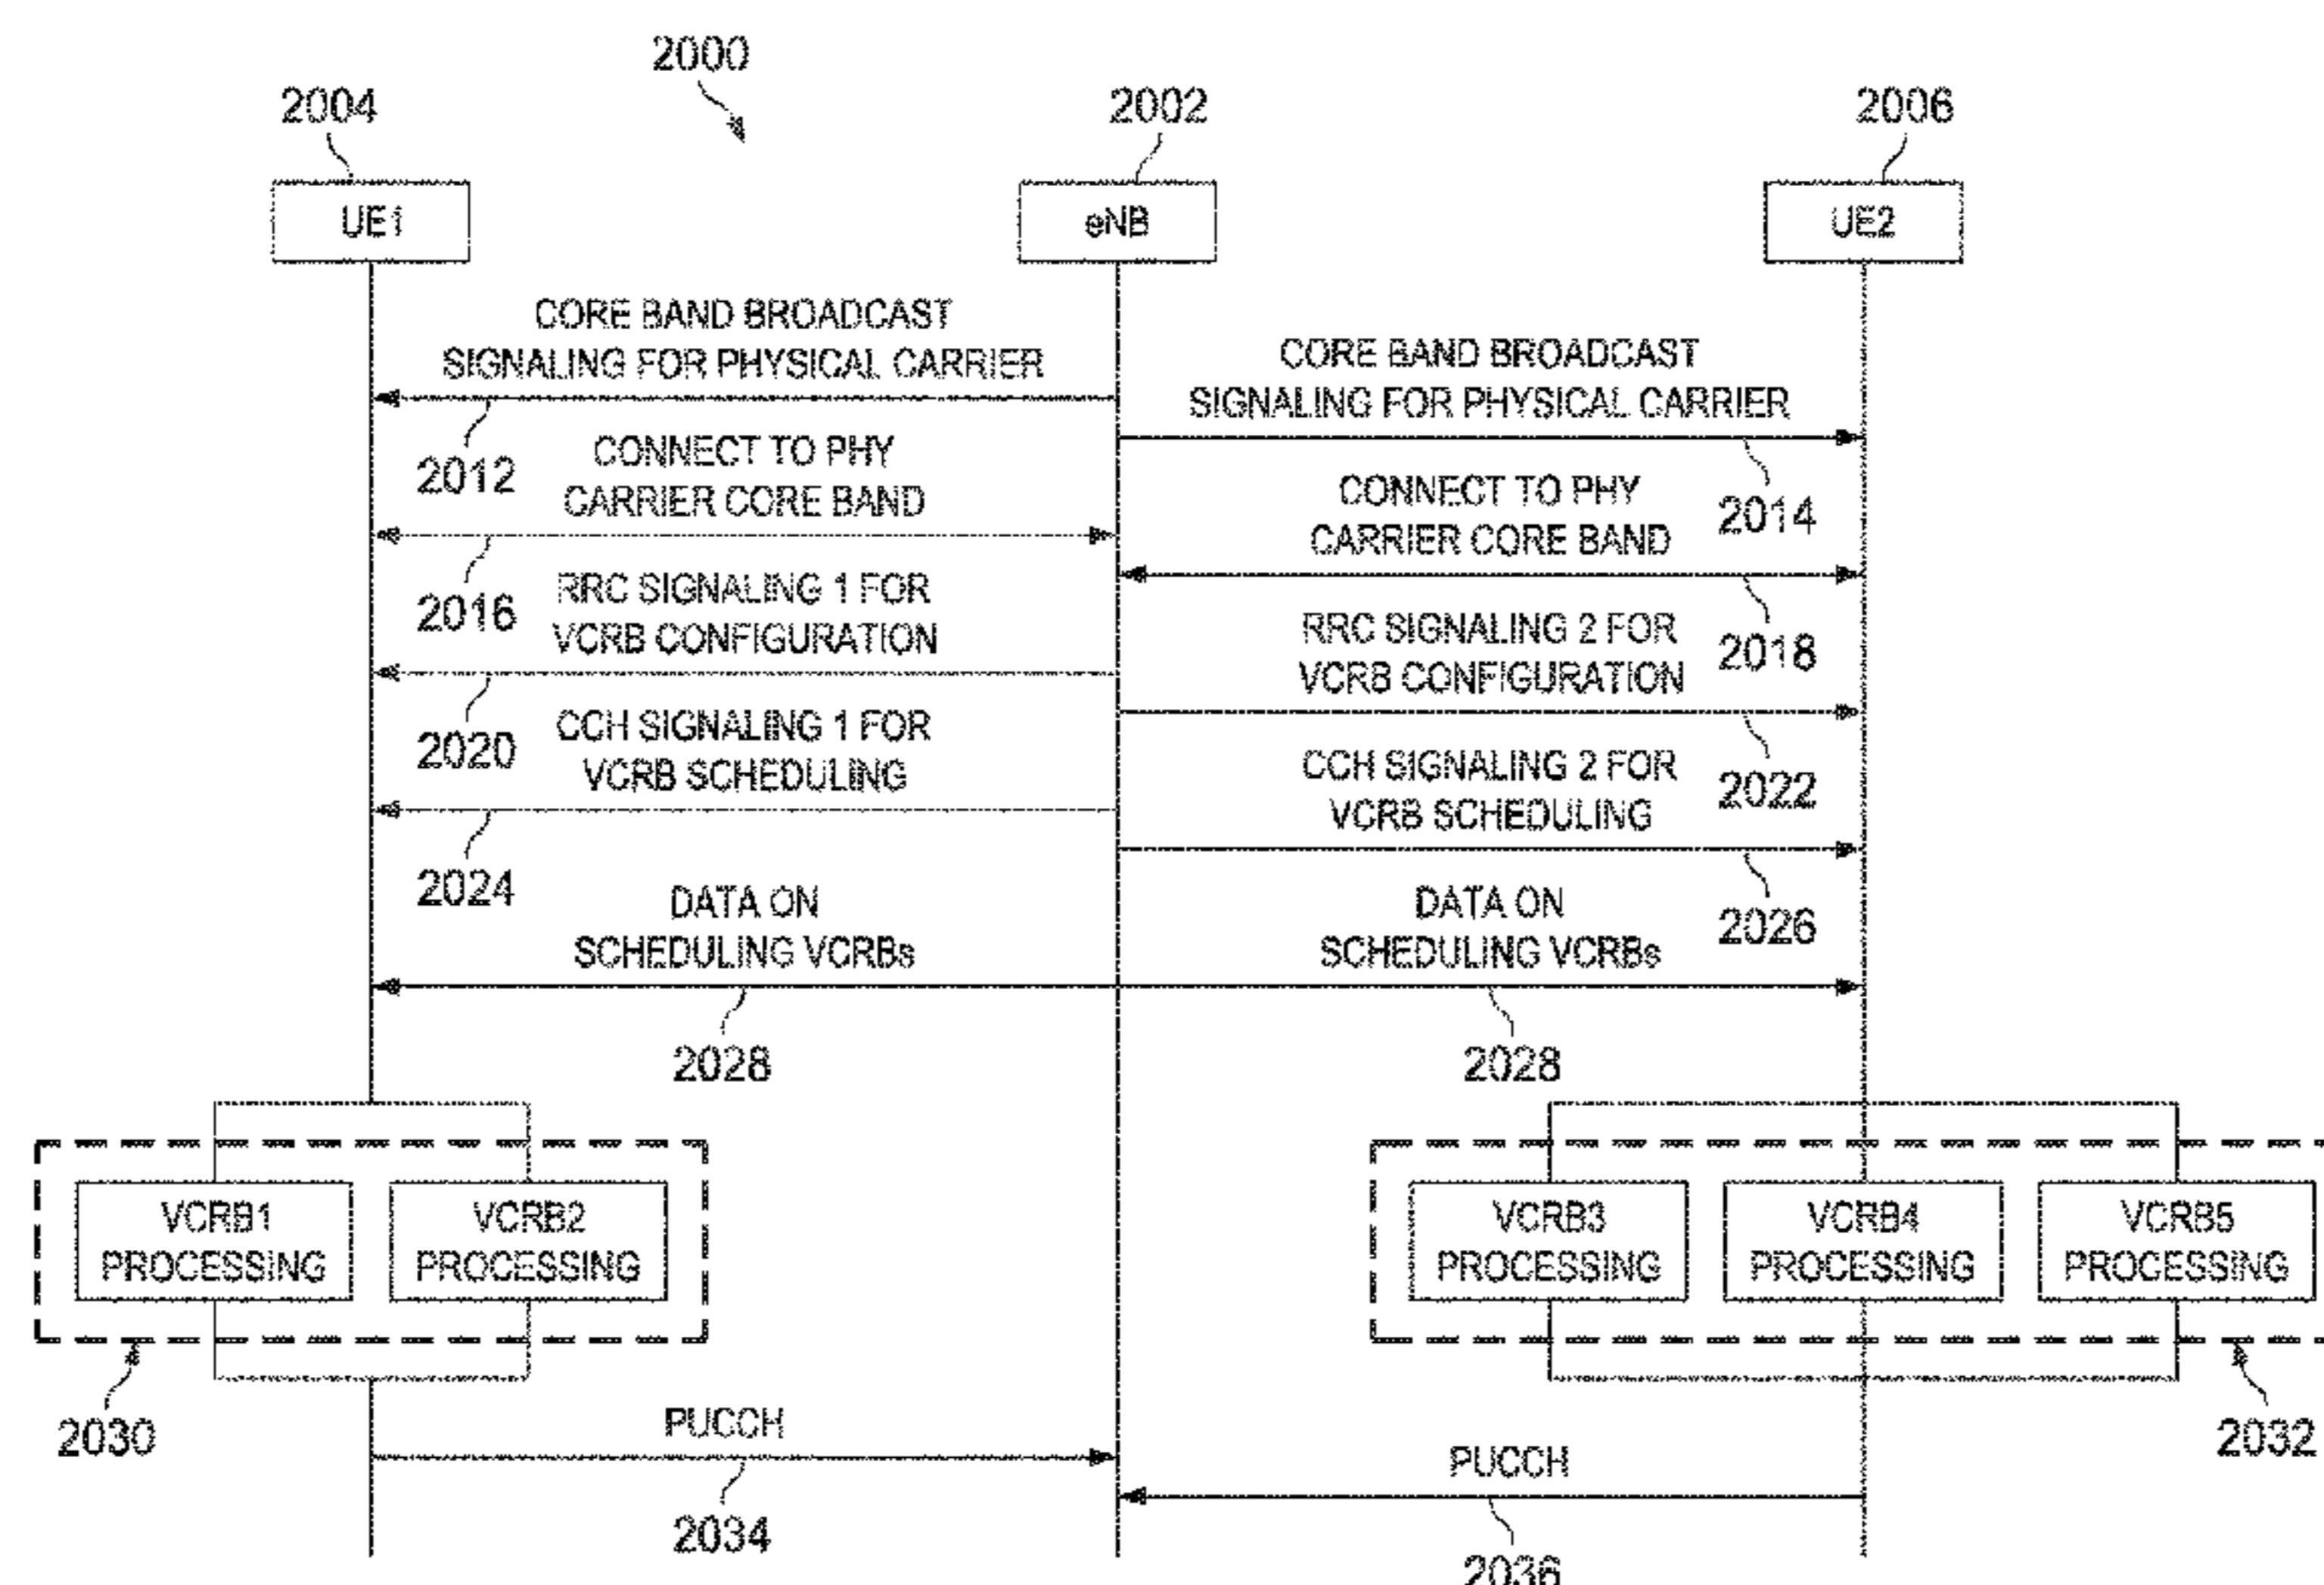 2000
2004
2002
2006
UE1
eNB
UE2
CORE BAND BROADCAST
SIGNALING FOR PHYSICAL CARRIER
CORE BAND BROADCAST
SIGNALING FOR PHYSICAL CARRIER
2012
CONNECT TO PHY
CARRIER CORE BAND
2014
CONNECT TO PHY
CARRIER CORE BAND
2016
RRC SIGNALING 1 FOR
VCRB CONFIGURATION
2018
RRC SIGNALING 2 FOR
VCRB CONFIGURATION
2020
CCH SIGNALING 1 FOR
VCRB SCHEDULING
2022
CCH SIGNALING 2 FOR
VCRB SCHEDULING
2024
2026
DATA ON
SCHEDULING VCRBs
DATA ON
SCHEDULING VCRBs
2028
2028
VCRB1
PROCESSING
VCRB2
PROCESSING
VCRB3
PROCESSING
VCRB4
PROCESSING
VCRB5
PROCESSING
2030
2032
PUCCH
2034
PUCCH
2036